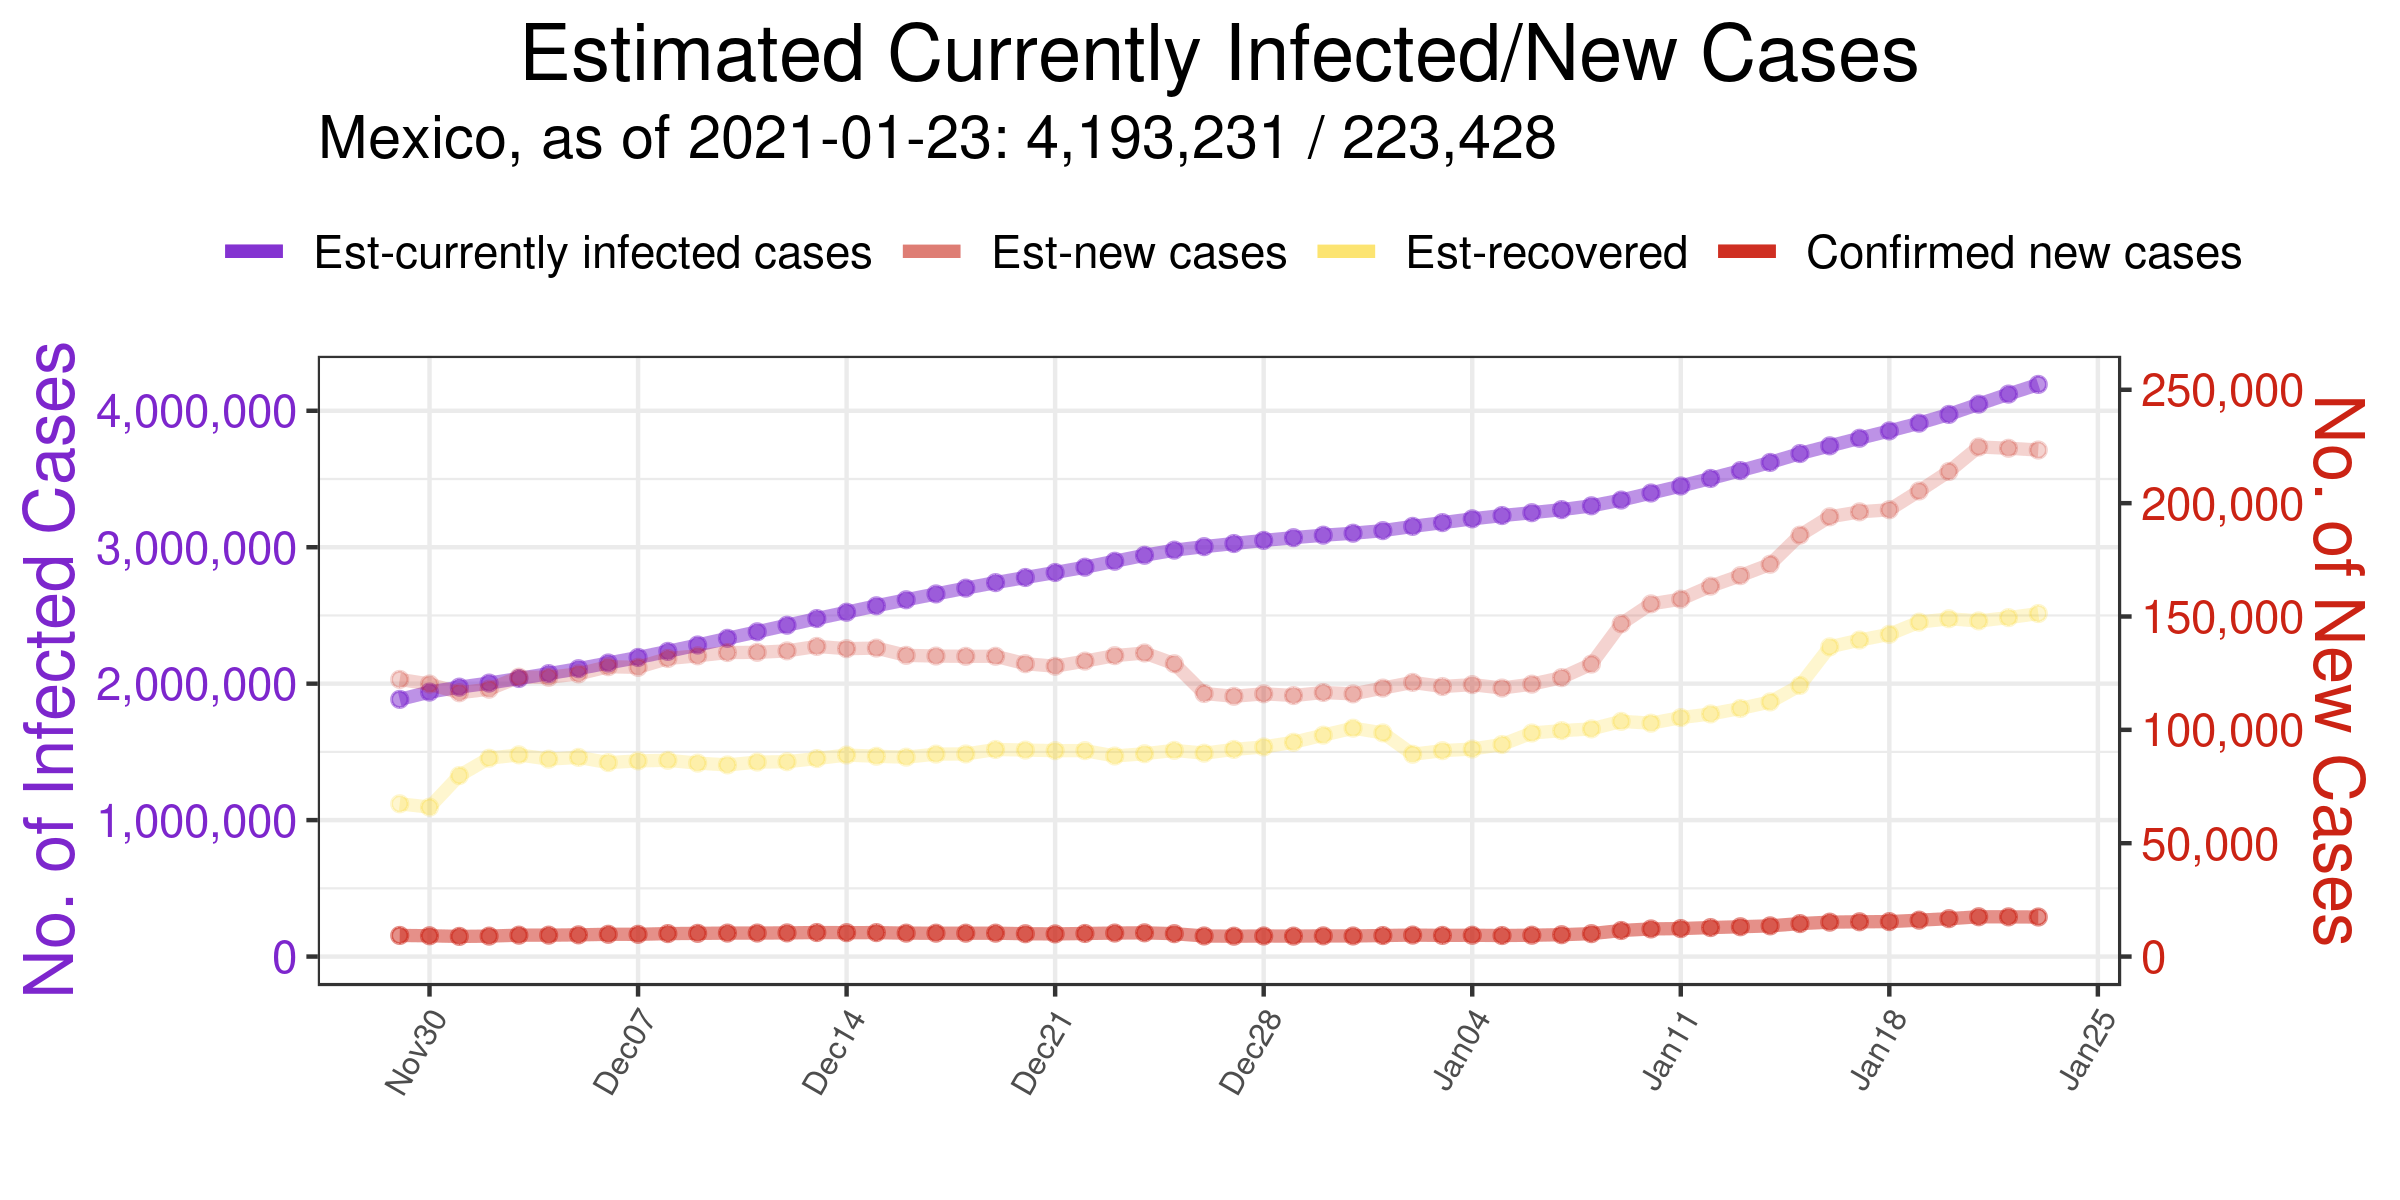 Estimated Currently Infected/New Cases
Mexico, as of 2021-01-23: 4,193,231 / 223,428
Est-currently infected cases Est-new cases Est-recovered Confirmed new cases
No. of Infected Cases
4,000,000
3,000,000
2,000,000
1,000,000
0
250,000
200,000
150,000
100,000
50,000
0
No. of New Cases
Nov30 Dec07 Dec14 Dec21 Dec28 Jan04 Jan11 Jan18 Jan25